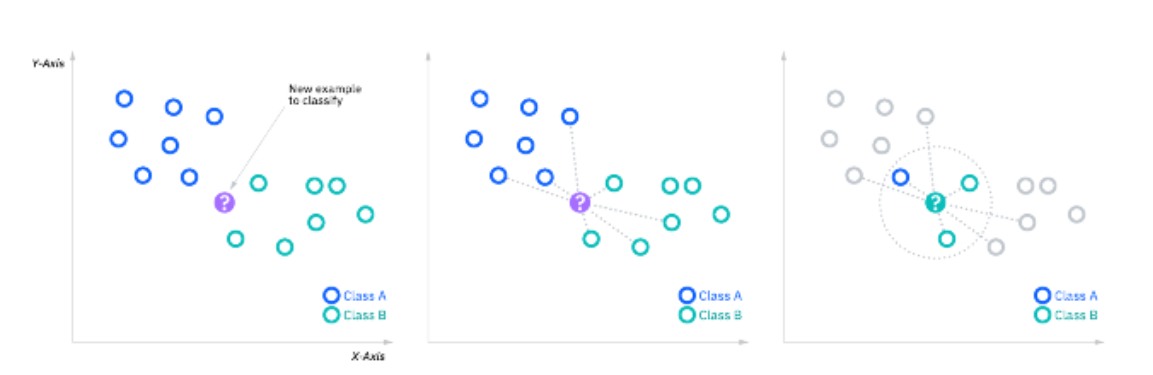 Y-Axis
New example
to classify
?
Class A
Class B
X-Axis
?
Class A
Class B
?
Class A
Class B